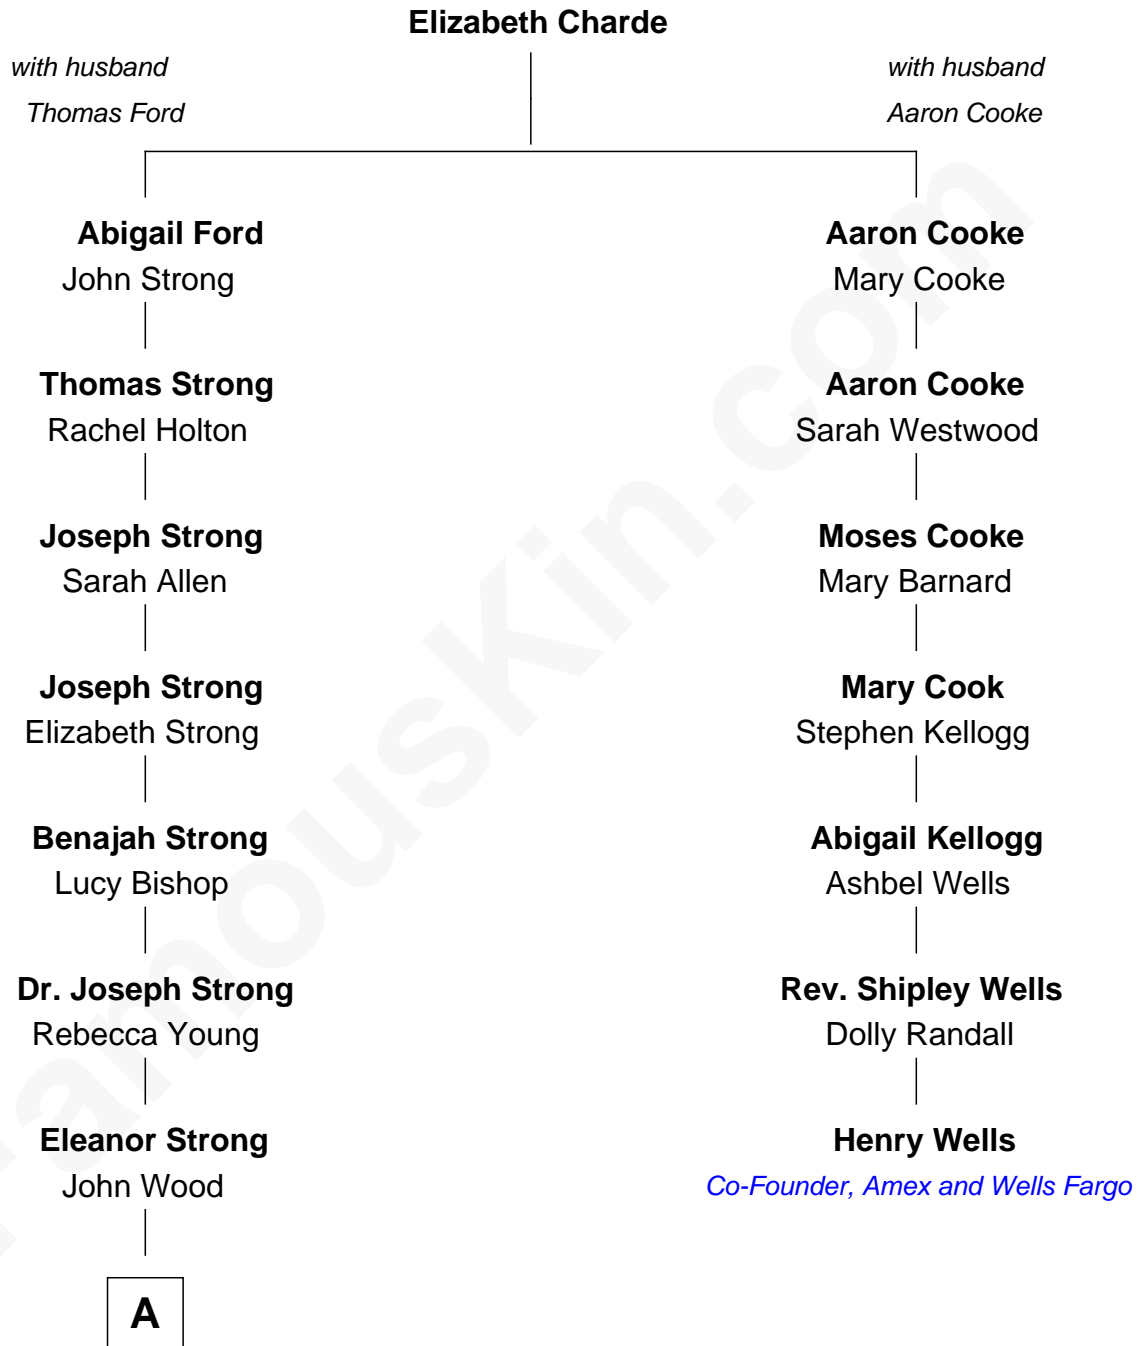 Elizabeth Charde
with husband
Thomas Ford
with husband
Aaron Cooke
Abigail Ford
John Strong
Aaron Cooke
Mary Cooke
Thomas Strong
Rachel Holton
Aaron Cooke
Sarah Westwood
Joseph Strong
Sarah Allen
Moses Cooke
Mary Barnard
Joseph Strong
Elizabeth Strong
Mary Cook
Stephen Kellogg
Benajah Strong
Lucy Bishop
Abigail Kellogg
Ashbel Wells
Dr. Joseph Strong
Rebecca Young
Rev. Shipley Wells
Dolly Randall
Eleanor Strong
John Wood
Henry Wells
Co-Founder, Amex and Wells Fargo
A
FamousKin.com